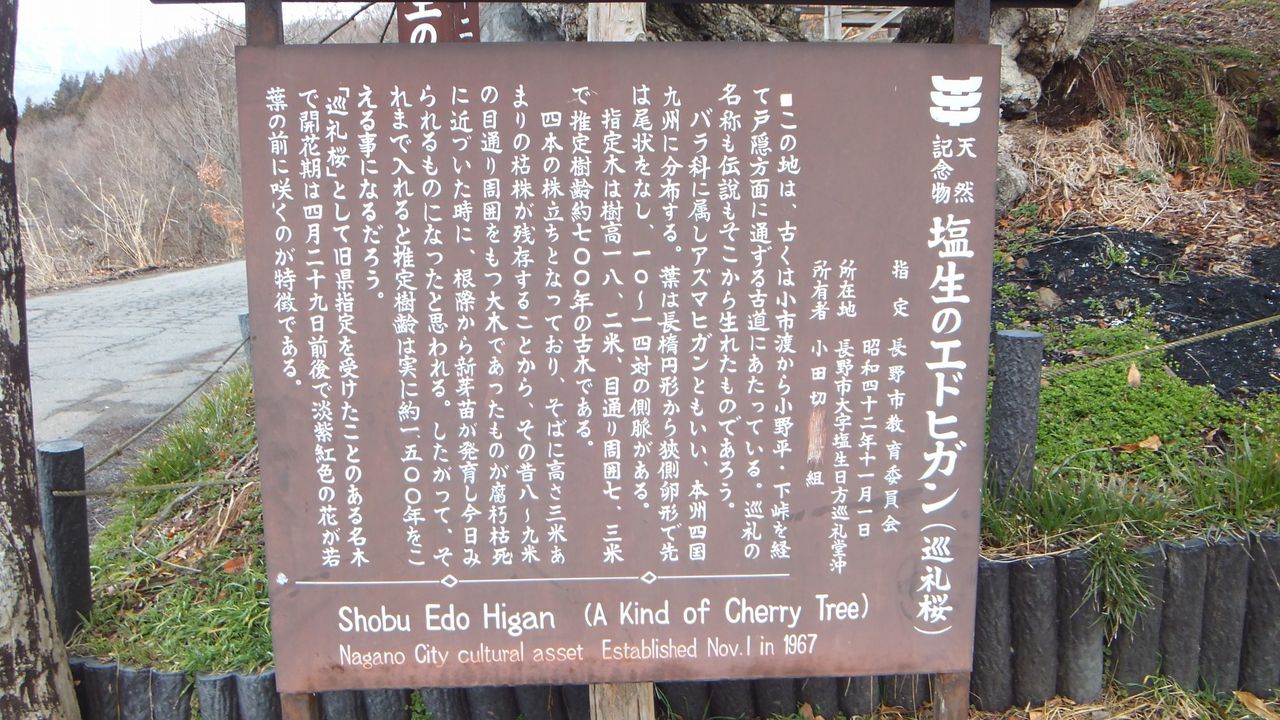 天然
記念物
塩生のエドヒガン(巡礼桜)
指定 長野市教育委員会
昭和四十二年十一月一日
所在地 長野市大字塩生日方巡礼堂沖
所有者 小田切 組
■この地は、古くは小市渡から小野平・下峠を経
て戸隠方面に通ずる古道にあたっている。巡礼の
名称も伝説もそこから生れたものであろう。
バラ科に属しアズマヒガンともいい、本州四国
九州に分布する。葉は長楕円形から狭側卵形で先
は尾状をなし、一〇〜一四対の側脈がある。
指定木は樹高一八、二米、目通り周囲七、三米
で推定樹齢約七〇〇年の古木である。
四本の株立ちとなっており、そばに高さ三米あ
まりの枯株が残存することから、その昔八〜九米
の目通り周囲をもつ大木であったものが腐朽枯死
に近づいた時に、根際から新芽苗が発育し今日み
られるものになったと思われる。したがって、そ
れまで入れると推定樹齢は実に約一、五〇〇年をこ
える事になるだろう。
「巡礼桜」として旧県指定を受けたことのある名木
で開花期は四月二十九日前後で淡紫紅色の花が若
葉の前に咲くのが特徴である。
Shobu Edo Higan (A Kind of Cherry Tree)
Nagano City cultural asset Established Nov.1 in 1967
エの